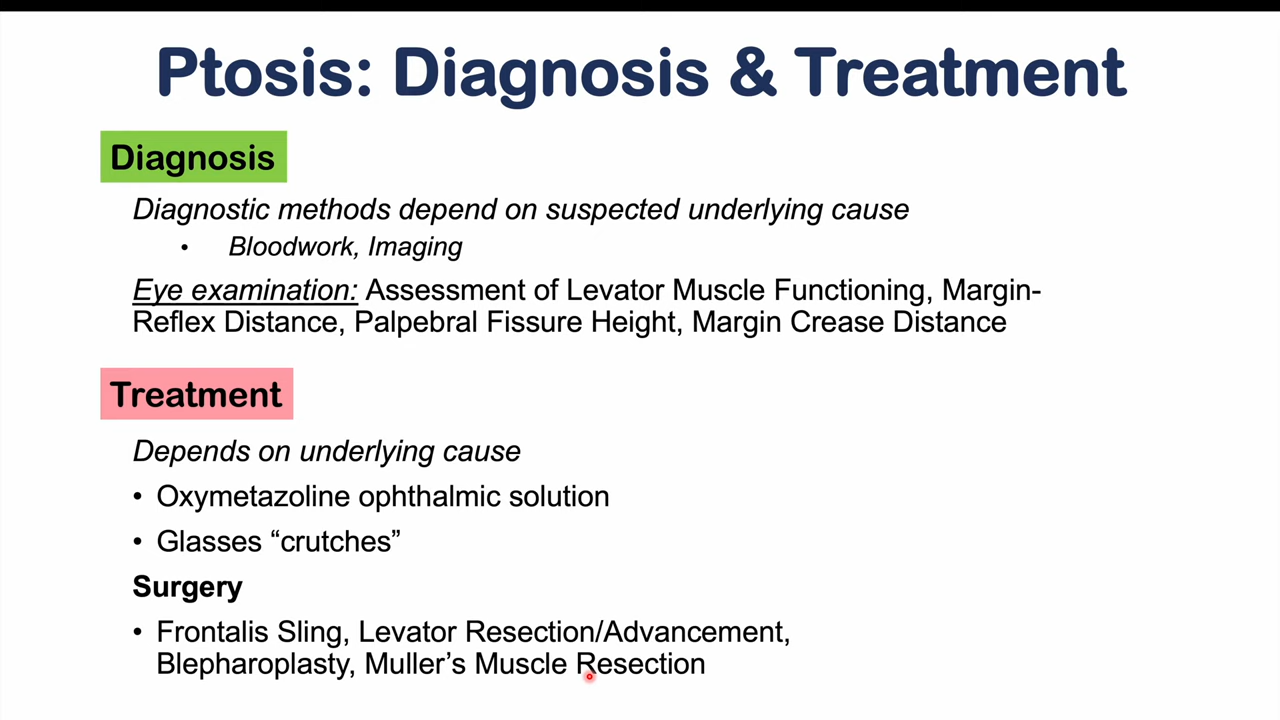 Ptosis: Diagnosis & Treatment
Diagnosis
Diagnostic methods depend on suspected underlying cause
• Bloodwork, Imaging
Eye examination: Assessment of Levator Muscle Functioning, Margin-
Reflex Distance, Palpebral Fissure Height, Margin Crease Distance
Treatment
Depends on underlying cause
• Oxymetazoline ophthalmic solution
• Glasses “crutches”
Surgery
• Frontalis Sling, Levator Resection/Advancement,
Blepharoplasty, Muller’s Muscle Resection